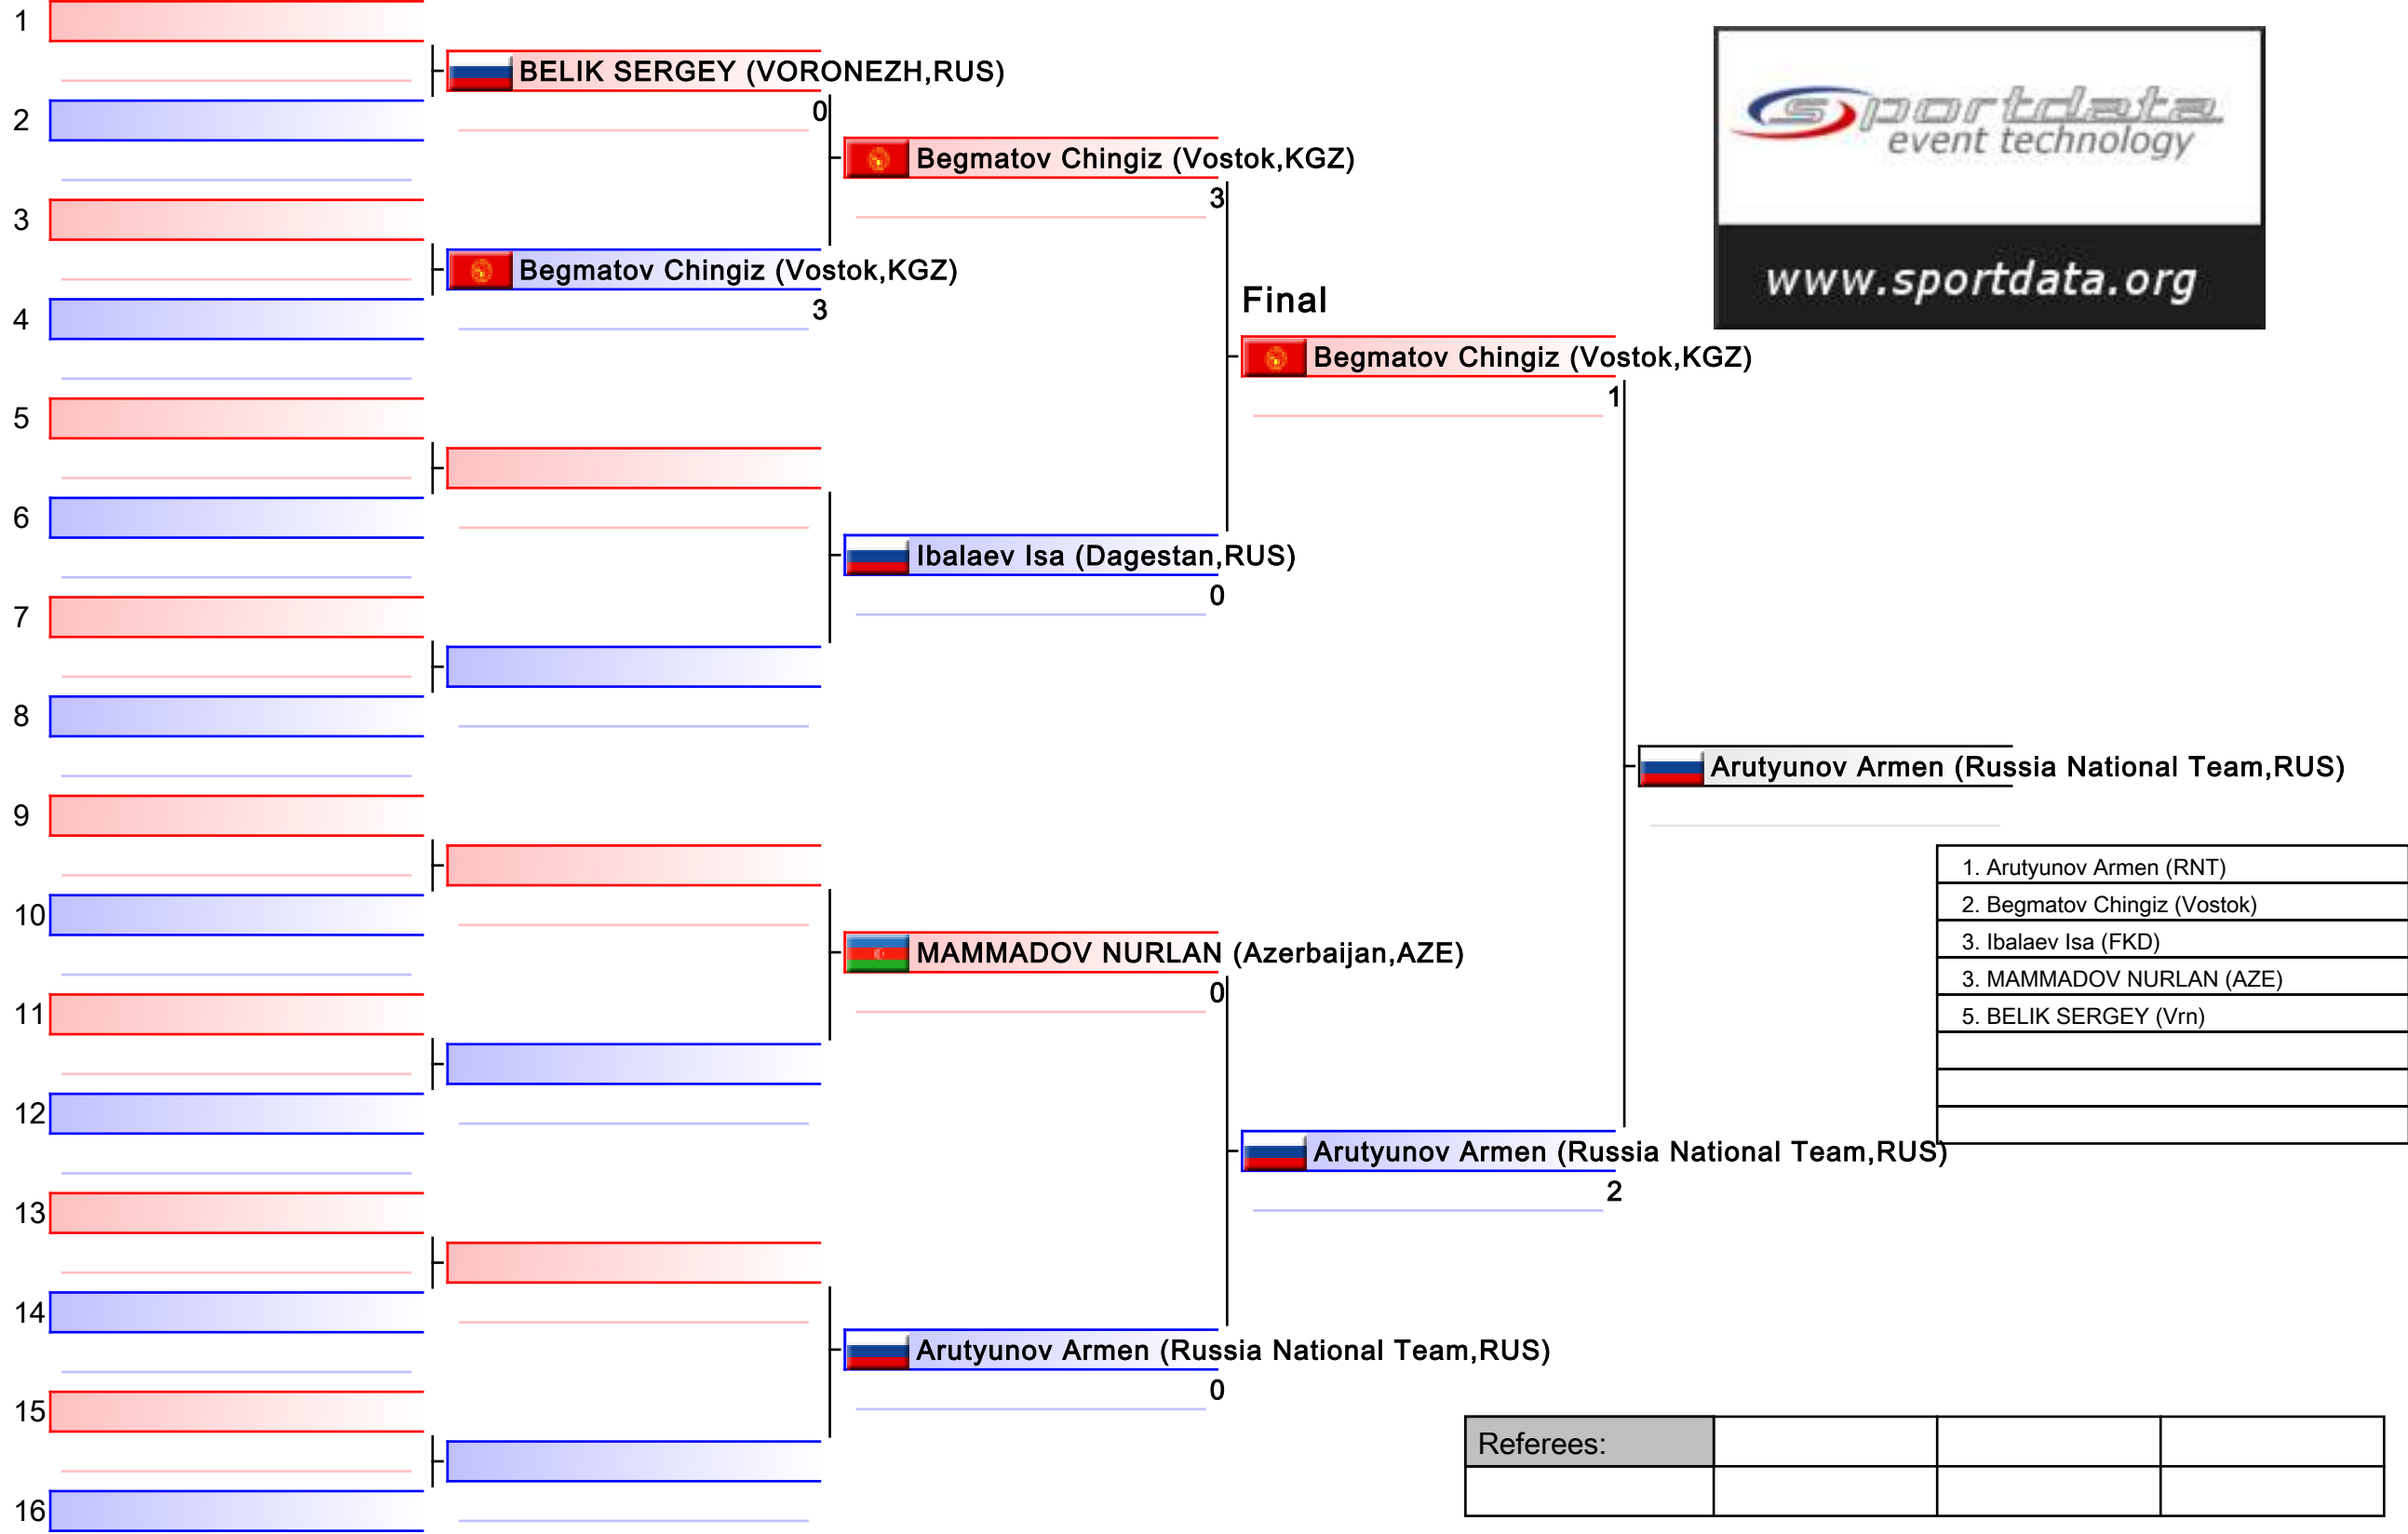 1
BELIK SERGEY (VORONEZH,RUS)
0
2
Begmatov Chingiz (Vostok,KGZ)
3
3
Begmatov Chingiz (Vostok,KGZ)
3
4
Final
Begmatov Chingiz (Vostok,KGZ)
1
5
6
Ibalaev Isa (Dagestan,RUS)
0
7
8
Arutyunov Armen (Russia National Team,RUS)
9
10
MAMMADOV NURLAN (Azerbaijan,AZE)
0
11
12
Arutyunov Armen (Russia National Team,RUS)
2
13
14
Arutyunov Armen (Russia National Team,RUS)
0
15
16
sportdata
event technology
www.sportdata.org
1. Arutyunov Armen (RNT)
2. Begmatov Chingiz (Vostok)
3. Ibalaev Isa (FKD)
3. MAMMADOV NURLAN (AZE)
5. BELIK SERGEY (Vrn)
Referees: